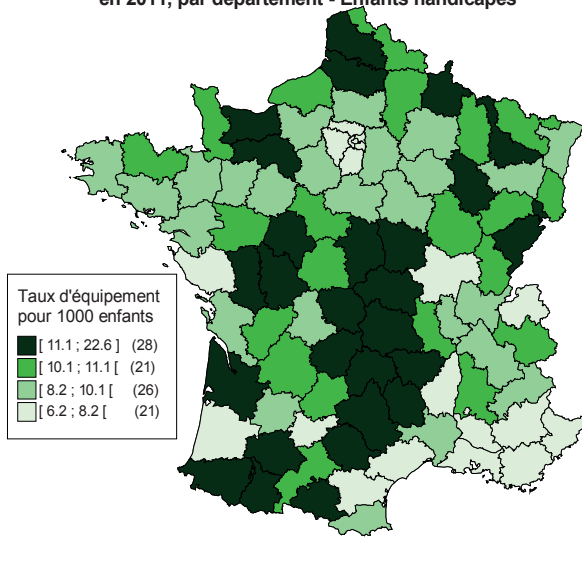 en 2011, par département - Enfants handicapés
Taux d'équipement
pour 1000 enfants
[ 11.1 ; 22.6 ] (28)
[ 10.1 ; 11.1 [ (21)
[ 8.2 ; 10.1 [ (26)
[ 6.2 ; 8.2 [ (21)